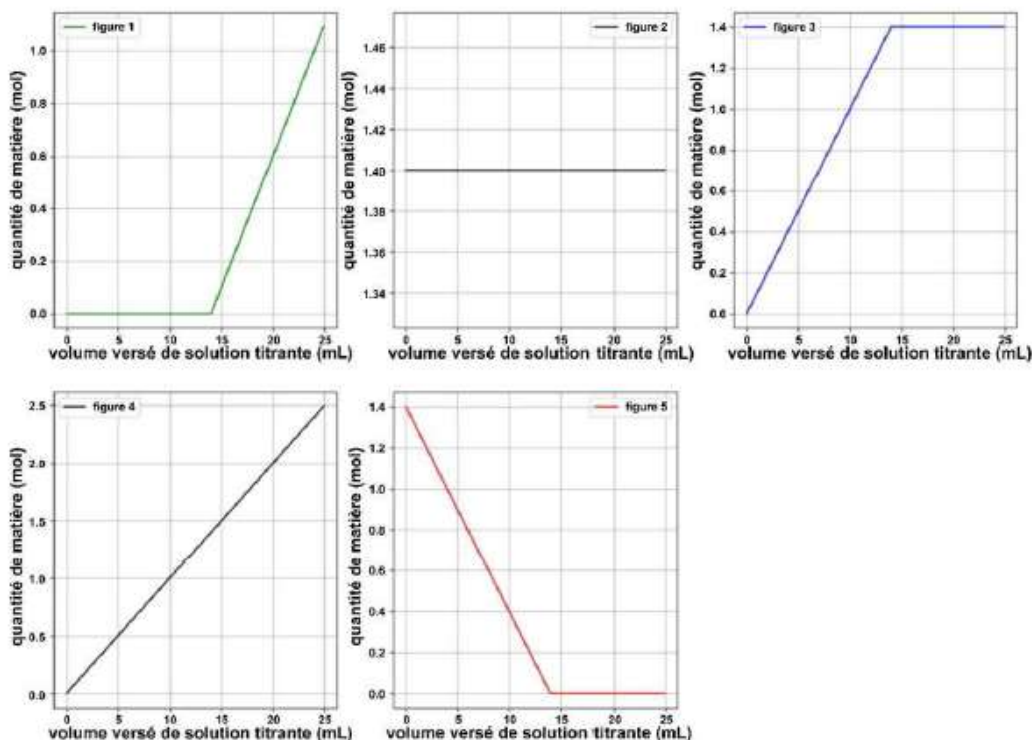 figure 1
quantité de matière (mol)
1.0
0.8
0.6
0.4
0.2
0.0
0 5 10 15 20 25
volume versé de solution titrante (mL)
figure 2
quantité de matière (mol)
1.46
1.44
1.42
1.40
1.38
1.36
1.34
0 5 10 15 20 25
volume versé de solution titrante (mL)
figure 3
quantité de matière (mol)
1.4
1.2
1.0
0.8
0.6
0.4
0.2
0.0
0 5 10 15 20 25
volume versé de solution titrante (mL)
figure 4
quantité de matière (mol)
2.5
2.0
1.5
1.0
0.5
0.0
0 5 10 15 20 25
volume versé de solution titrante (mL)
figure 5
quantité de matière (mol)
1.4
1.2
1.0
0.8
0.6
0.4
0.2
0.0
0 5 10 15 20 25
volume versé de solution titrante (mL)